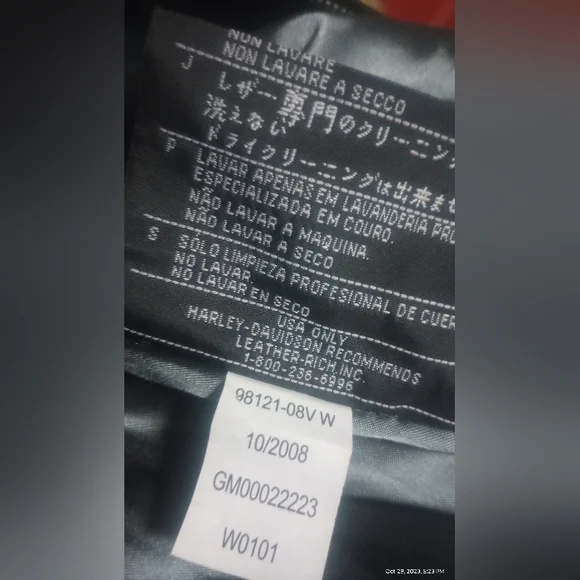 NON LAVARE
NON LAVARE A SECCO
J
レザー専門のクリーニング
洗えない
ドライクリーニングは出来ませ
P LAVAR APENAS EM LAVANDERIA PRO
ESPECIALIZADA EM COURO.
NÃO LAVAR A MAQUINA.
NÃO LAVAR A SECO
S SOLO LIMPIEZA PROFESIONAL DE CUER
NO LAVAR
NO LAVAR EN SECO
USA ONLY
HARLEY-DAVIDSON RECOMMENDS
LEATHER-RICH,INC.
1-800-236-6996
98121-08V W
10/2008
GM00022223
W0101
Oct 29, 2023, 5:23 PM